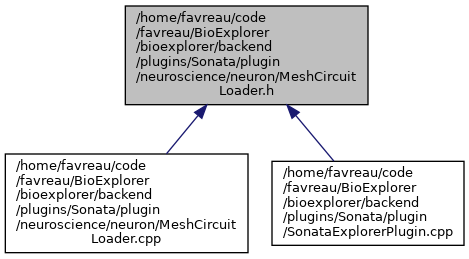 /home/favreau/code
/favreau/BioExplorer
/bioexplorer/backend
/plugins/Sonata/plugin
/neuroscience/neuron/MeshCircuit
Loader.h
/home/favreau/code
/favreau/BioExplorer
/bioexplorer/backend
/plugins/Sonata/plugin
/neuroscience/neuron/MeshCircuit
Loader.cpp
/home/favreau/code
/favreau/BioExplorer
/bioexplorer/backend
/plugins/Sonata/plugin
/SonataExplorerPlugin.cpp